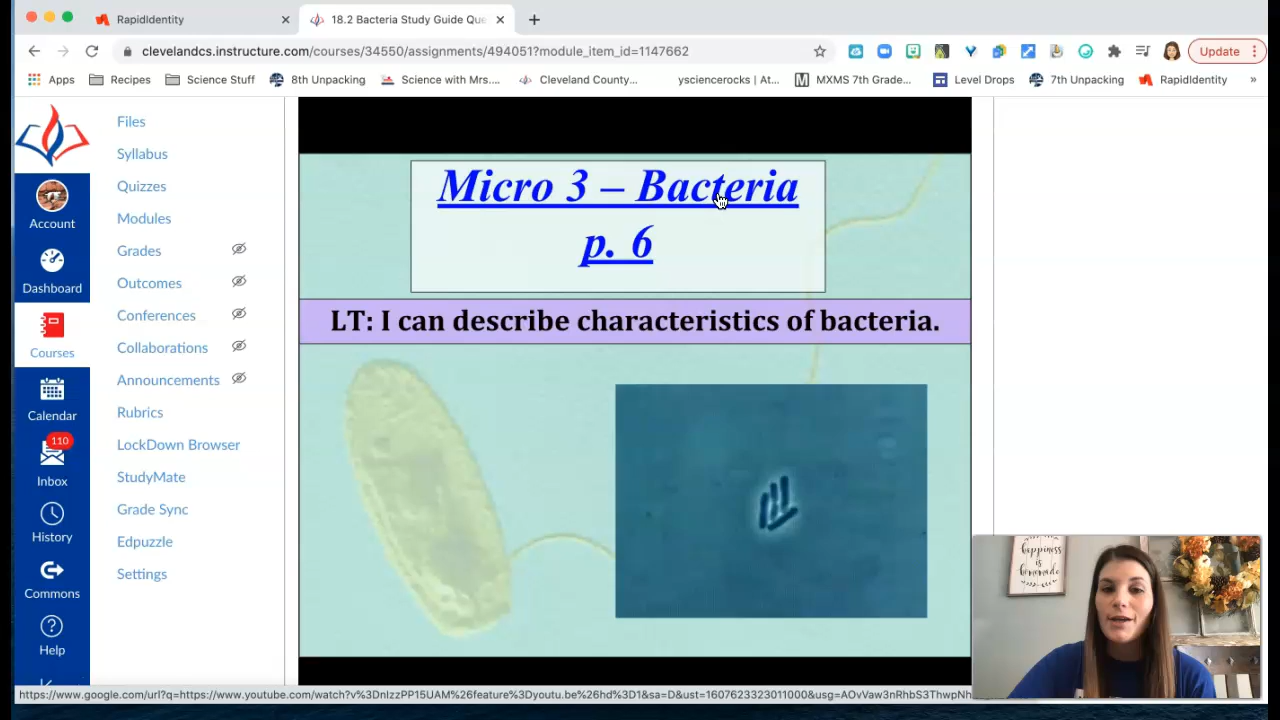 RapidIdentity
18.2 Bacteria Study Guide Que
clevelandcs.instructure.com/courses/34550/assignments/494051?module_item_id=1147662
Update
Apps
Recipes
Science Stuff
8th Unpacking
Science with Mrs....
Cleveland County...
ysciencerocks | At...
MXMS 7th Grade...
Level Drops
7th Unpacking
RapidIdentity
»
Account
Dashboard
Courses
Calendar
110
Inbox
History
Commons
Help
Files
Syllabus
Quizzes
Modules
Grades
Outcomes
Conferences
Collaborations
Announcements
Rubrics
LockDown Browser
StudyMate
Grade Sync
Edpuzzle
Settings
Micro 3 – Bacteria
p. 6
LT: I can describe characteristics of bacteria.
happiness
is
homemade
https://www.google.com/url?q=https://www.youtube.com/watch?v%3DnIzzPP15UAM%26feature%3Dyoutu.be%26hd%3D1&sa=D&ust=1607623323011000&usg=AOvVaw3nRhbS3ThwpNh